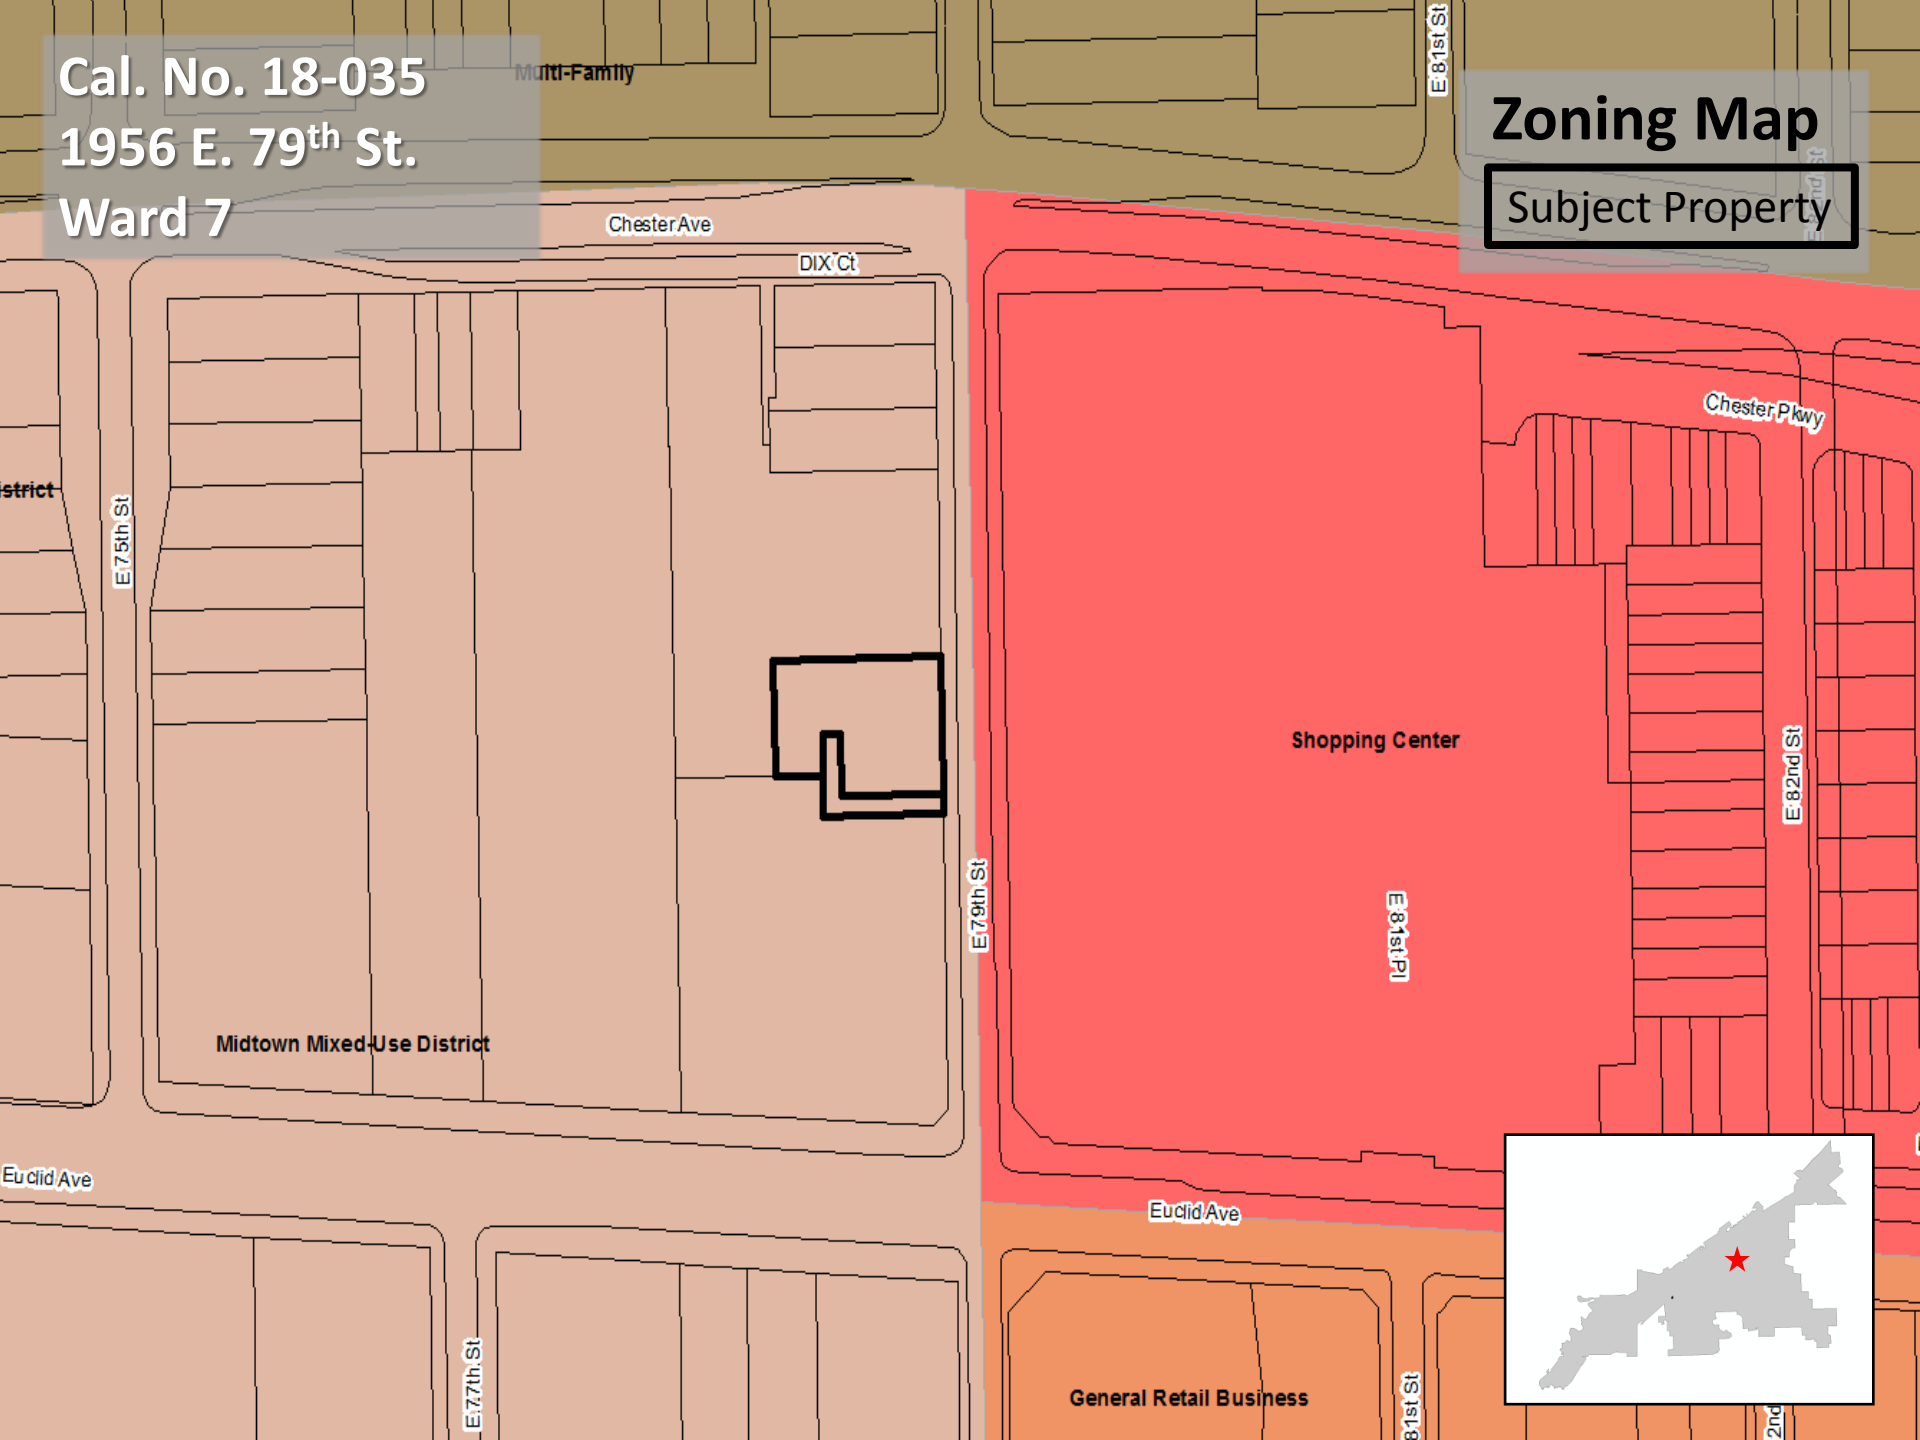 Cal. No. 18-035
1956 E. 79th St.
Ward 7
Multi-Family
E 81st St
Zoning Map
Subject Property
E 82nd St
Chester Ave
DIX Ct
Chester Pkwy
istrict
E 75th St
Shopping Center
E 82nd St
E 79th St
E 81st Pl
Midtown Mixed-Use District
Euclid Ave
Euclid Ave
E 77th St
General Retail Business
81st St
2nd